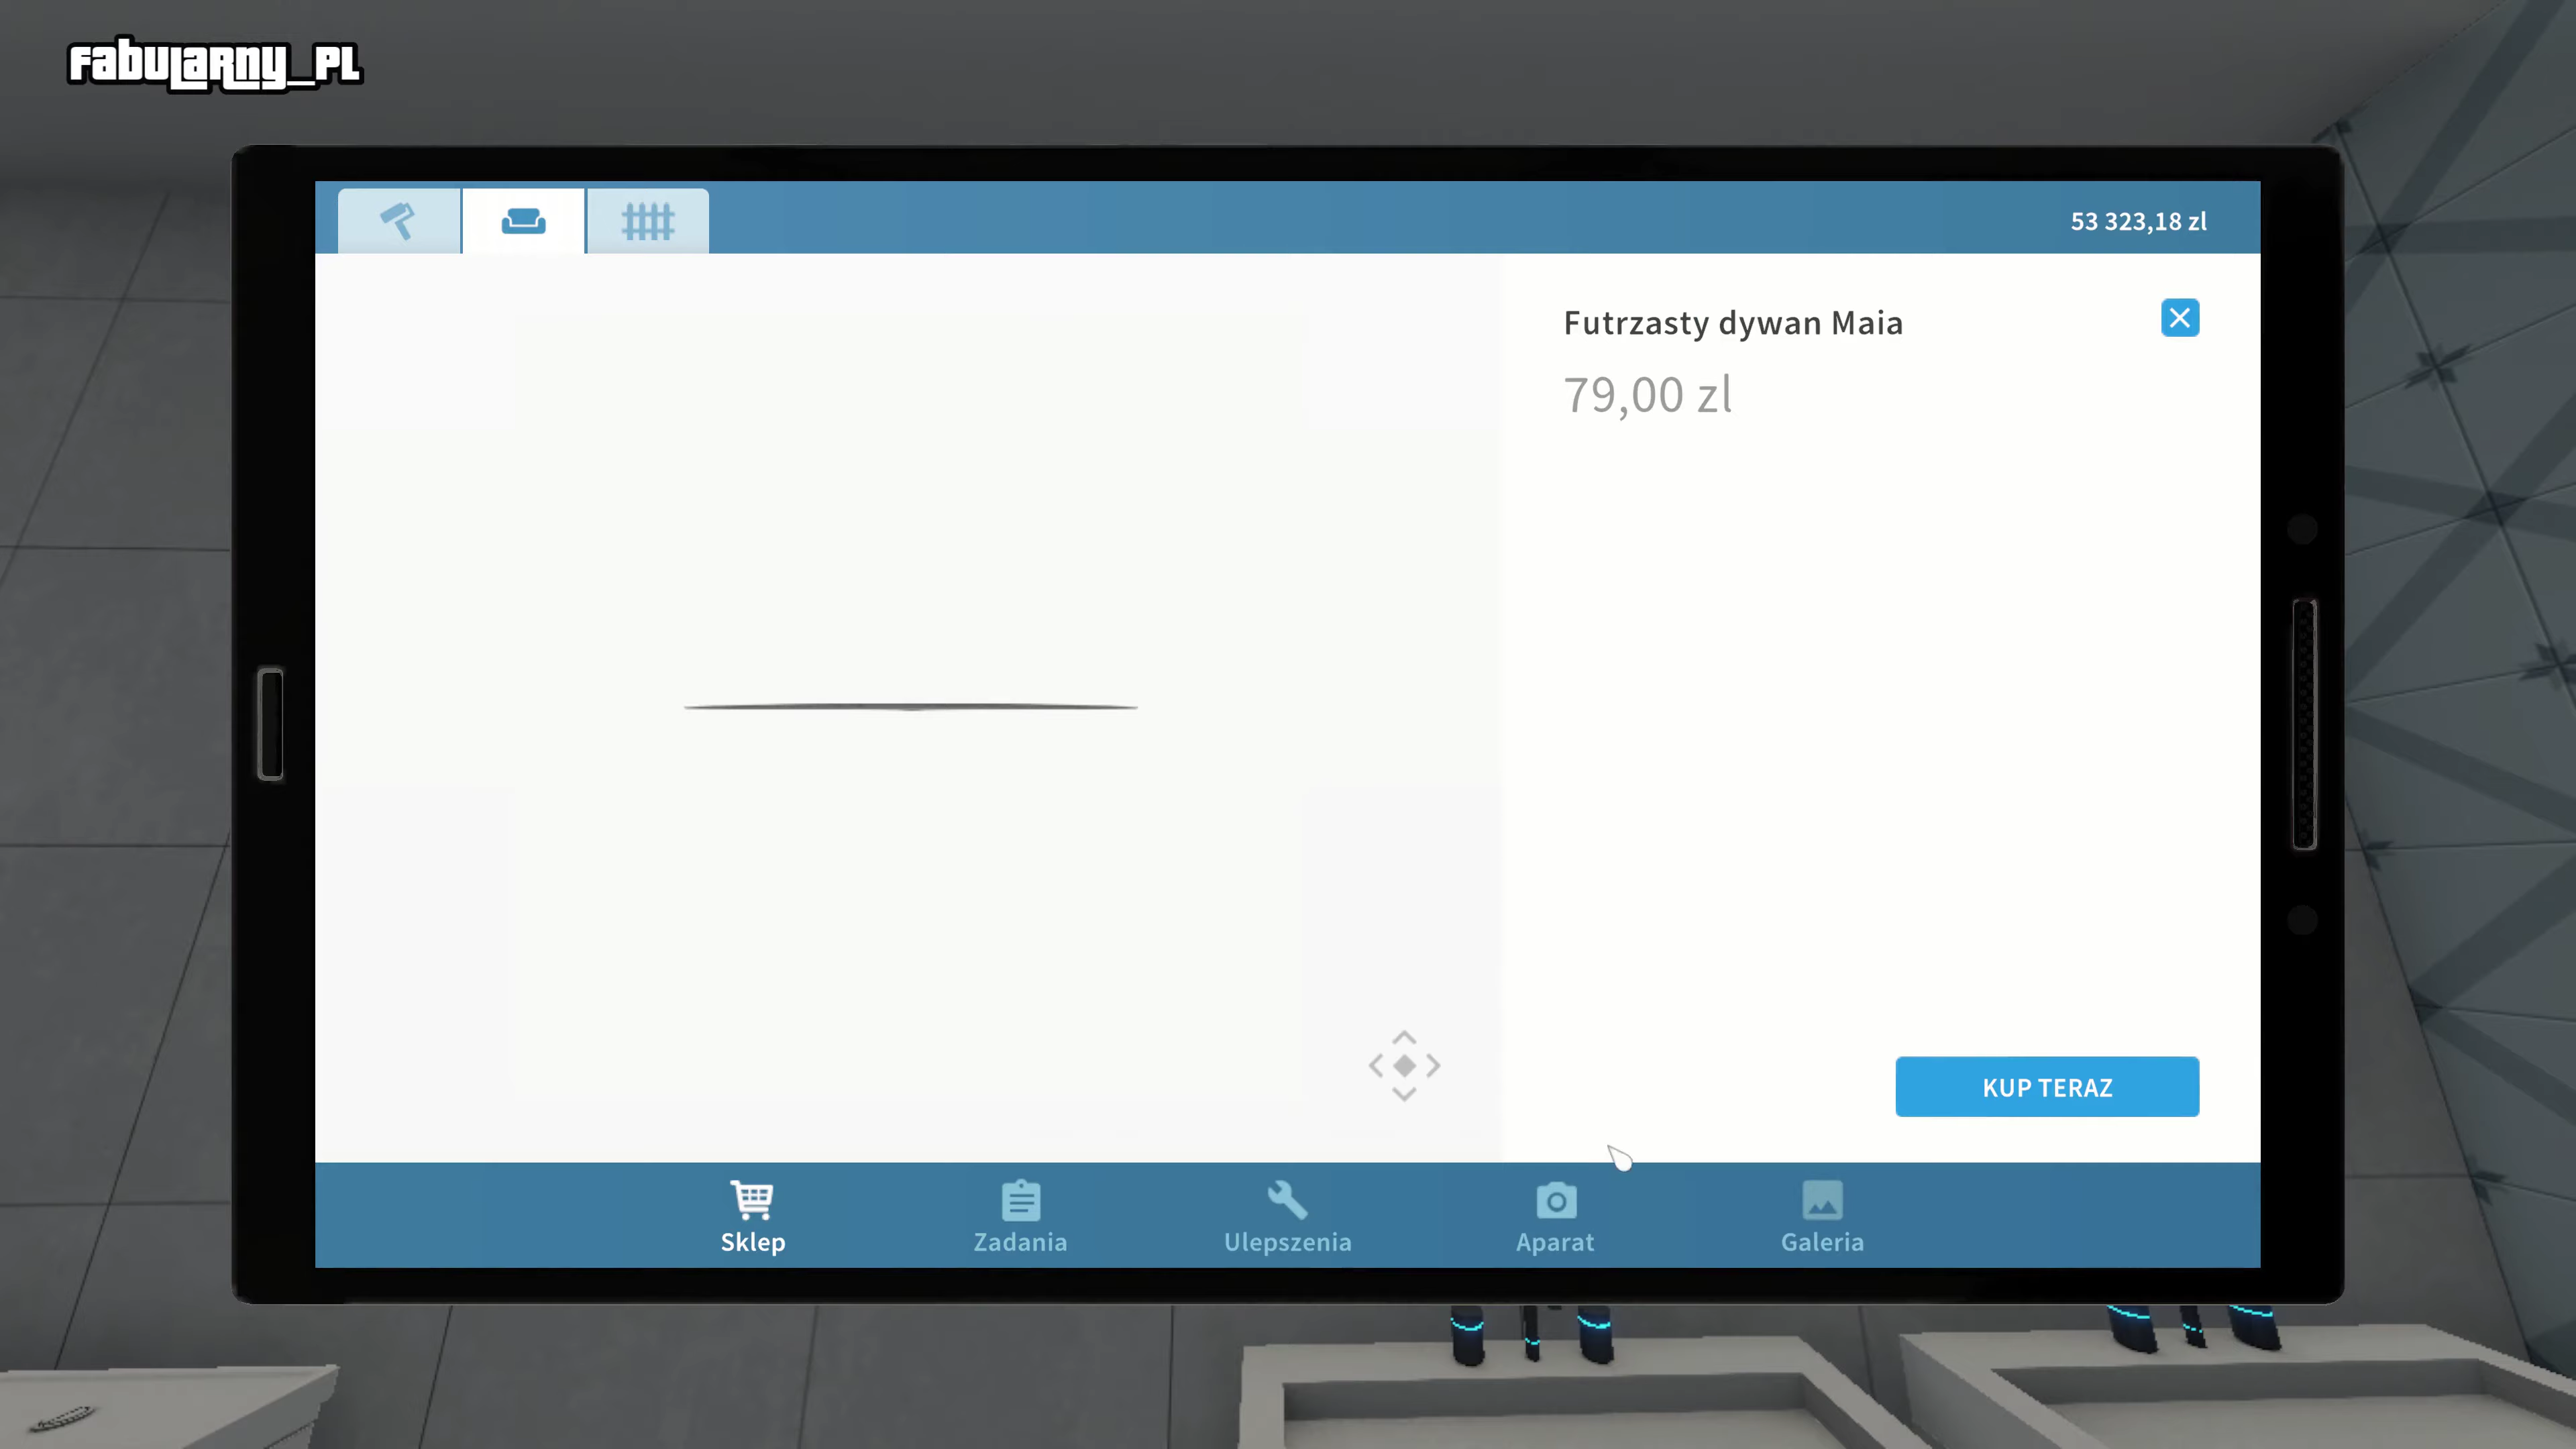 fabularny_PL
53 323,18 zl
Futrzasty dywan Maia
79,00 zl
KUP TERAZ
Sklep
Zadania
Ulepszenia
Aparat
Galeria